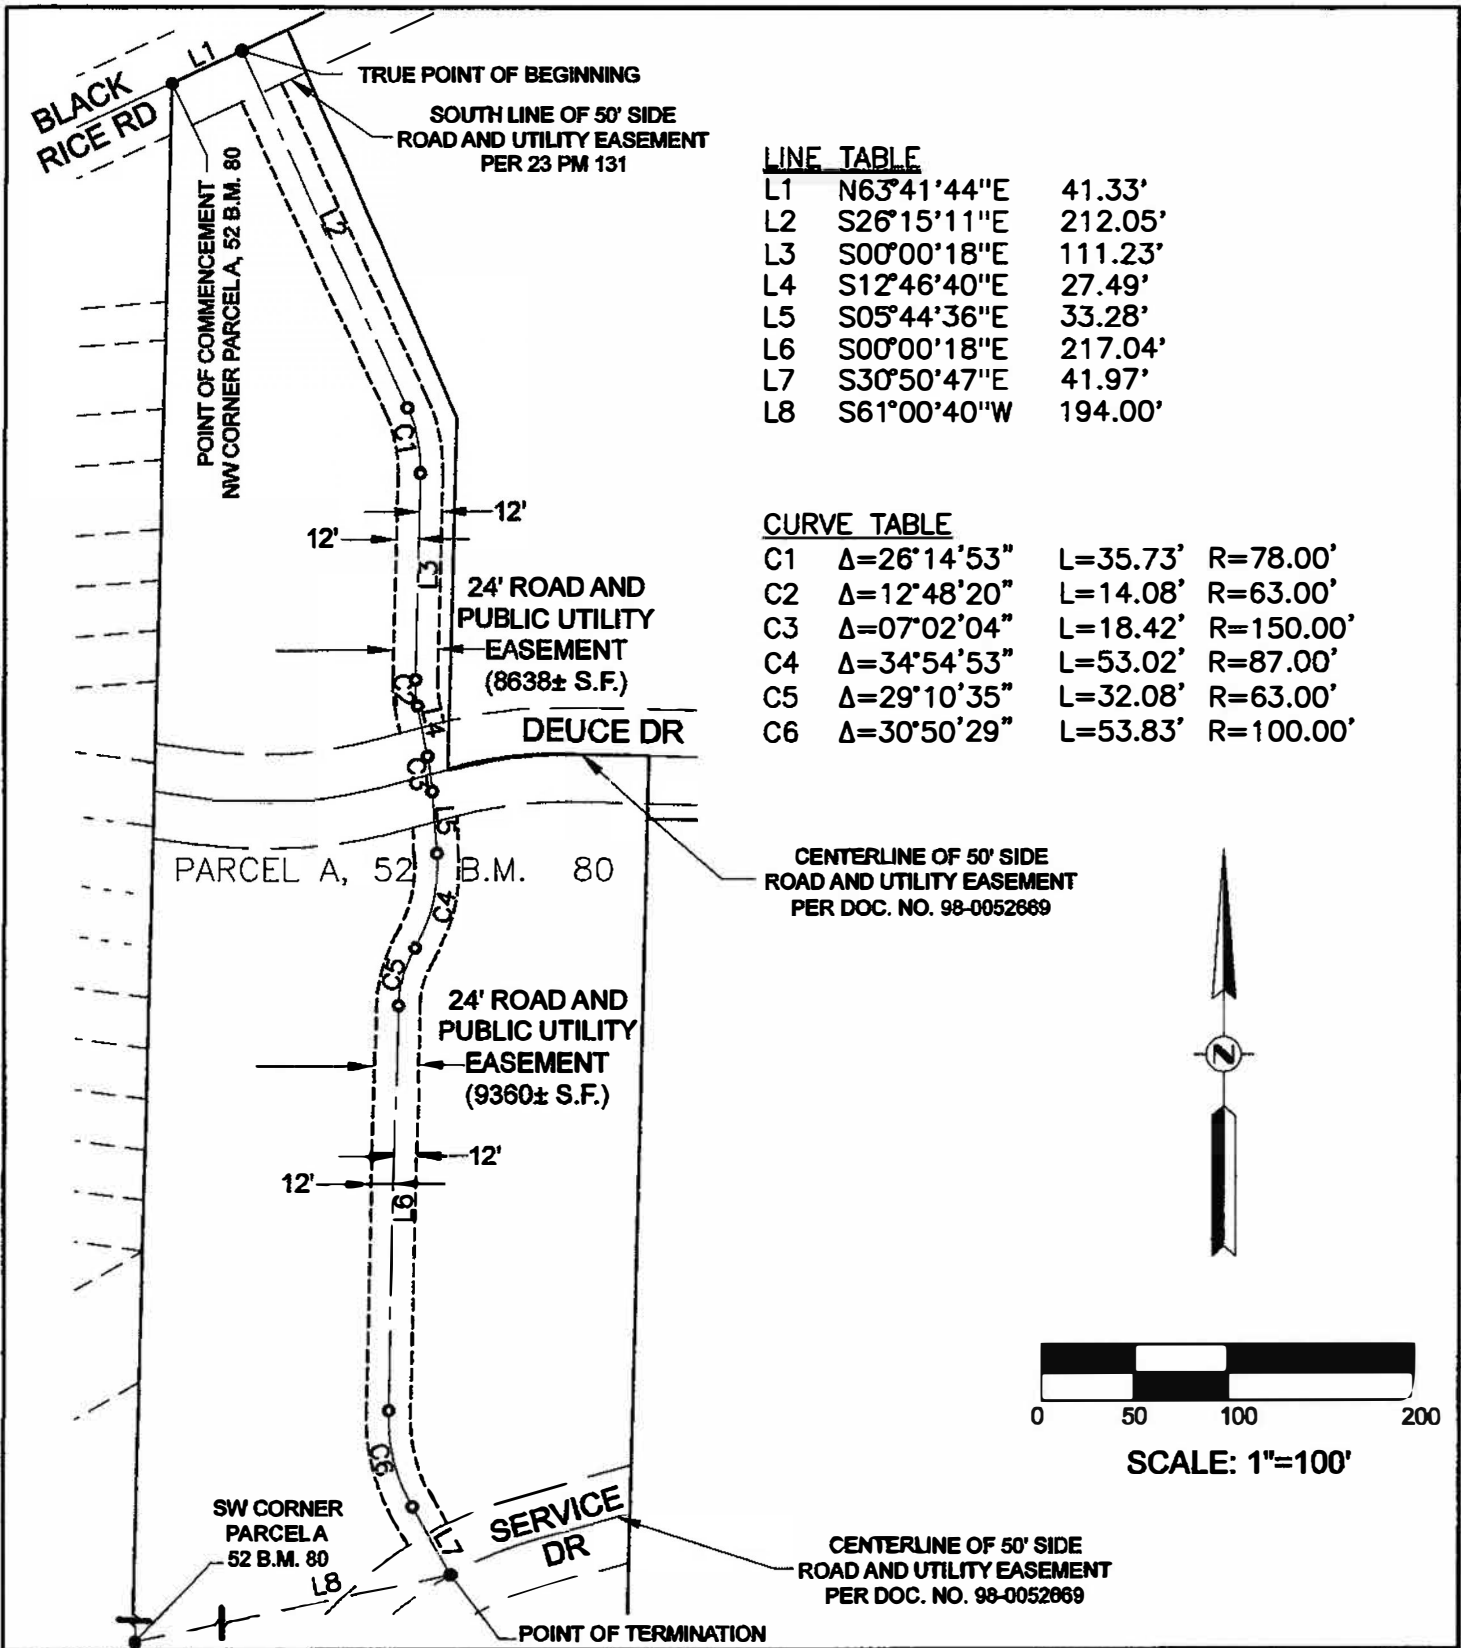 L1
TRUE POINT OF BEGINNING
BLACK
RICE RD
SOUTH LINE OF 50' SIDE
ROAD AND UTILITY EASEMENT
PER 23 PM 131
POINT OF COMMENCEMENT
NW CORNER PARCEL A, 52 B.M. 80
L2
LINE TABLE
L1 N63°41'44"E 41.33'
L2 S26°15'11"E 212.05'
L3 S00°00'18"E 111.23'
L4 S12°46'40"E 27.49'
L5 S05°44'36"E 33.28'
L6 S00°00'18"E 217.04'
L7 S30°50'47"E 41.97'
L8 S61°00'40"W 194.00'
C1
12'
12'
L3
CURVE TABLE
C1 Δ=26°14'53" L=35.73' R=78.00'
C2 Δ=12°48'20" L=14.08' R=63.00'
C3 Δ=07°02'04" L=18.42' R=150.00'
C4 Δ=34°54'53" L=53.02' R=87.00'
C5 Δ=29°10'35" L=32.08' R=63.00'
C6 Δ=30°50'29" L=53.83' R=100.00'
24' ROAD AND
PUBLIC UTILITY
EASEMENT
(8638± S.F.)
C2
L4
DEUCE DR
C3
L5
PARCEL A, 52 B.M. 80
CENTERLINE OF 50' SIDE
ROAD AND UTILITY EASEMENT
PER DOC. NO. 98-0052669
C4
C5
24' ROAD AND
PUBLIC UTILITY
EASEMENT
(9360± S.F.)
N
12'
12'
L6
0 50 100 200
SCALE: 1"=100'
C6
SW CORNER
PARCEL A
52 B.M. 80
L7
SERVICE
DR
L8
CENTERLINE OF 50' SIDE
ROAD AND UTILITY EASEMENT
PER DOC. NO. 98-0052669
POINT OF TERMINATION